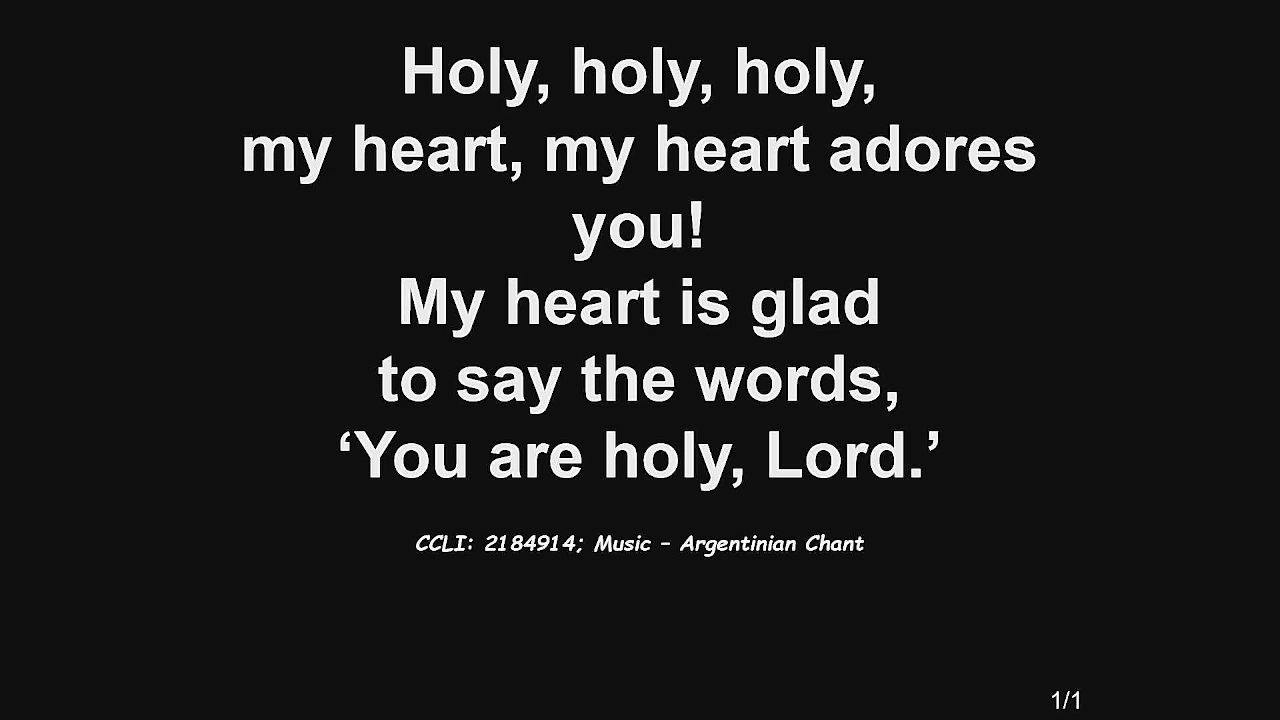 Holy, holy, holy,
my heart, my heart adores
you!
My heart is glad
to say the words,
‘You are holy, Lord.’
CCLI: 2184914; Music – Argentinian Chant
1/1